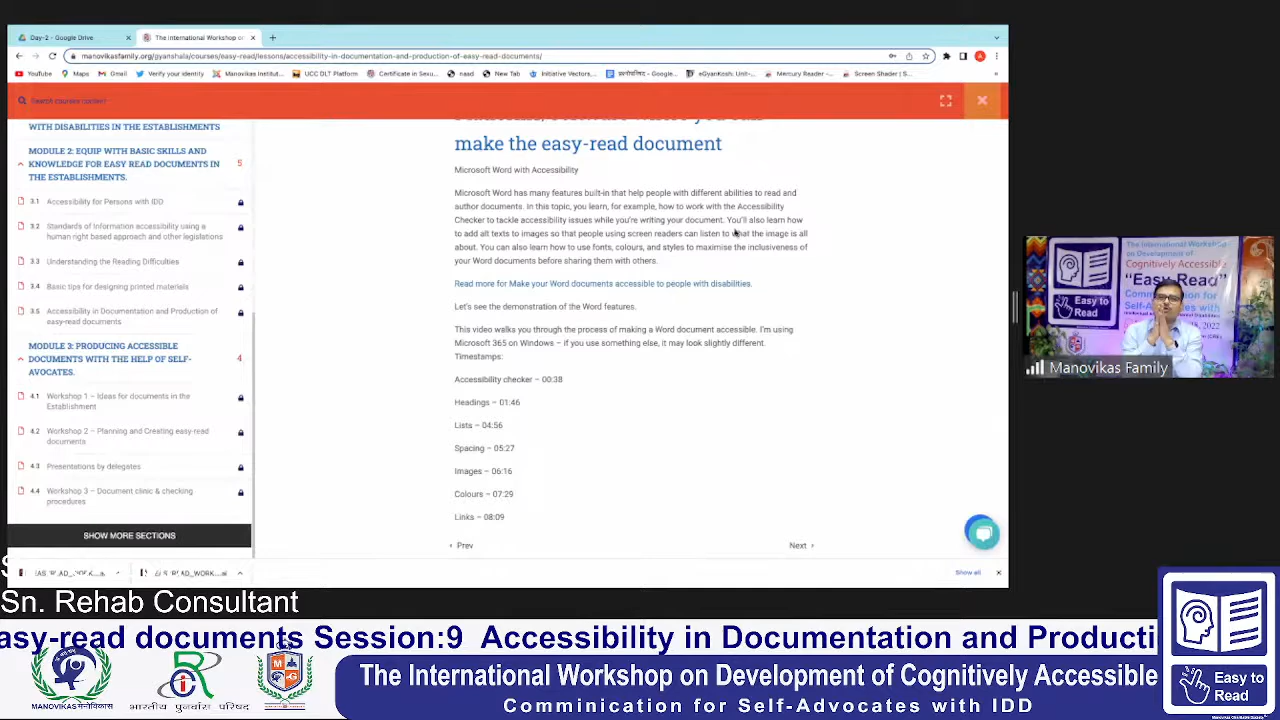 Day-2 - Google Drive
The International Workshop on
manovikasfamily.org/gyanshala/courses/easy-read/lessons/accessibility-in-documentation-and-production-of-easy-read-documents/
YouTube
Maps
Gmail
Verify your identity
Manovikas Institut...
UCC DLT Platform
Certificate in Sexu...
naad
New Tab
Initiative Vectors,...
Google...
eGyanKosh: Unit-...
Mercury Reader -...
Screen Shader | S...
Search courses content
WITH DISABILITIES IN THE ESTABLISHMENTS
MODULE 2: EQUIP WITH BASIC SKILLS AND
KNOWLEDGE FOR EASY READ DOCUMENTS IN
THE ESTABLISHMENTS.
5
3.1 Accessibility for Persons with IDD
3.2 Standards of Information accessibility using a
human right based approach and other legislations
3.3 Understanding the Reading Difficulties
3.4 Basic tips for designing printed materials
3.5 Accessibility in Documentation and Production of
easy-read documents
MODULE 3: PRODUCING ACCESSIBLE
DOCUMENTS WITH THE HELP OF SELF-
AVOCATES.
4
4.1 Workshop 1 – Ideas for documents in the
Establishment
4.2 Workshop 2 – Planning and Creating easy-read
documents
4.3 Presentations by delegates
4.4 Workshop 3 – Document clinic & checking
procedures
SHOW MORE SECTIONS
make the easy-read document
Microsoft Word with Accessibility
Microsoft Word has many features built-in that help people with different abilities to read and
author documents. In this topic, you learn, for example, how to work with the Accessibility
Checker to tackle accessibility issues while you're writing your document. You'll also learn how
to add alt texts to images so that people using screen readers can listen to what the image is all
about. You can also learn how to use fonts, colours, and styles to maximise the inclusiveness of
your Word documents before sharing them with others.
Read more for Make your Word documents accessible to people with disabilities.
Let's see the demonstration of the Word features.
This video walks you through the process of making a Word document accessible. I'm using
Microsoft 365 on Windows – if you use something else, it may look slightly different.
Timestamps:
Accessibility checker – 00:38
Headings – 01:46
Lists – 04:56
Spacing – 05:27
Images – 06:16
Colours – 07:29
Links – 08:09
‹ Prev
Next ›
Show all
The International Workshop
on Development of
Cognitively Accessible
"Easy Read"
Easy to
Read
2022
Manovikas Family
Sn. Rehab Consultant
asy-read documents Session:9 Accessibility in Documentation and Producti
MANOVIKAS मनोविकास
The International Workshop on Development of Cognitively Accessible
Communication for Self-Advocates with IDD
Easy to
Read